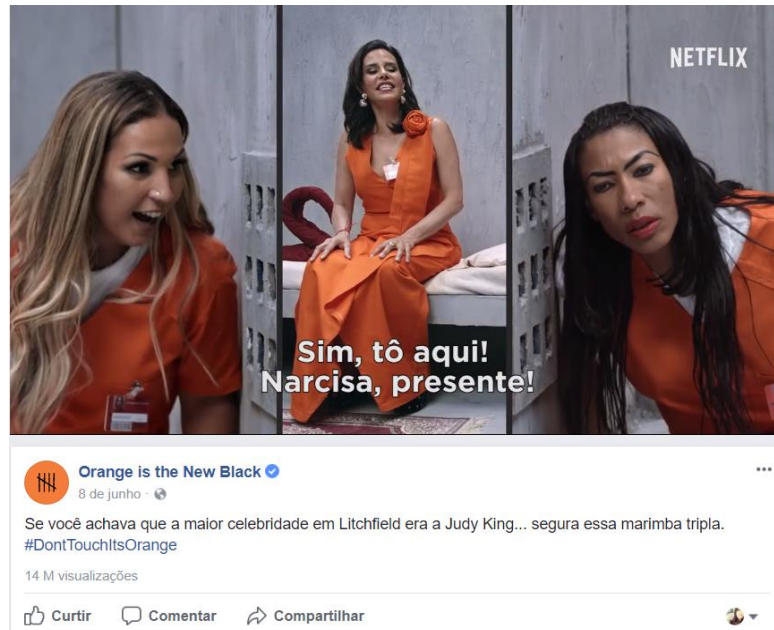 NETFLIX
Sim, tô aqui!
Narcisa, presente!
Orange is the New Black
8 de junho ·
Se você achava que a maior celebridade em Litchfield era a Judy King... segura essa marimba tripla.
#DontTouchItsOrange
14 M visualizações
Curtir Comentar Compartilhar